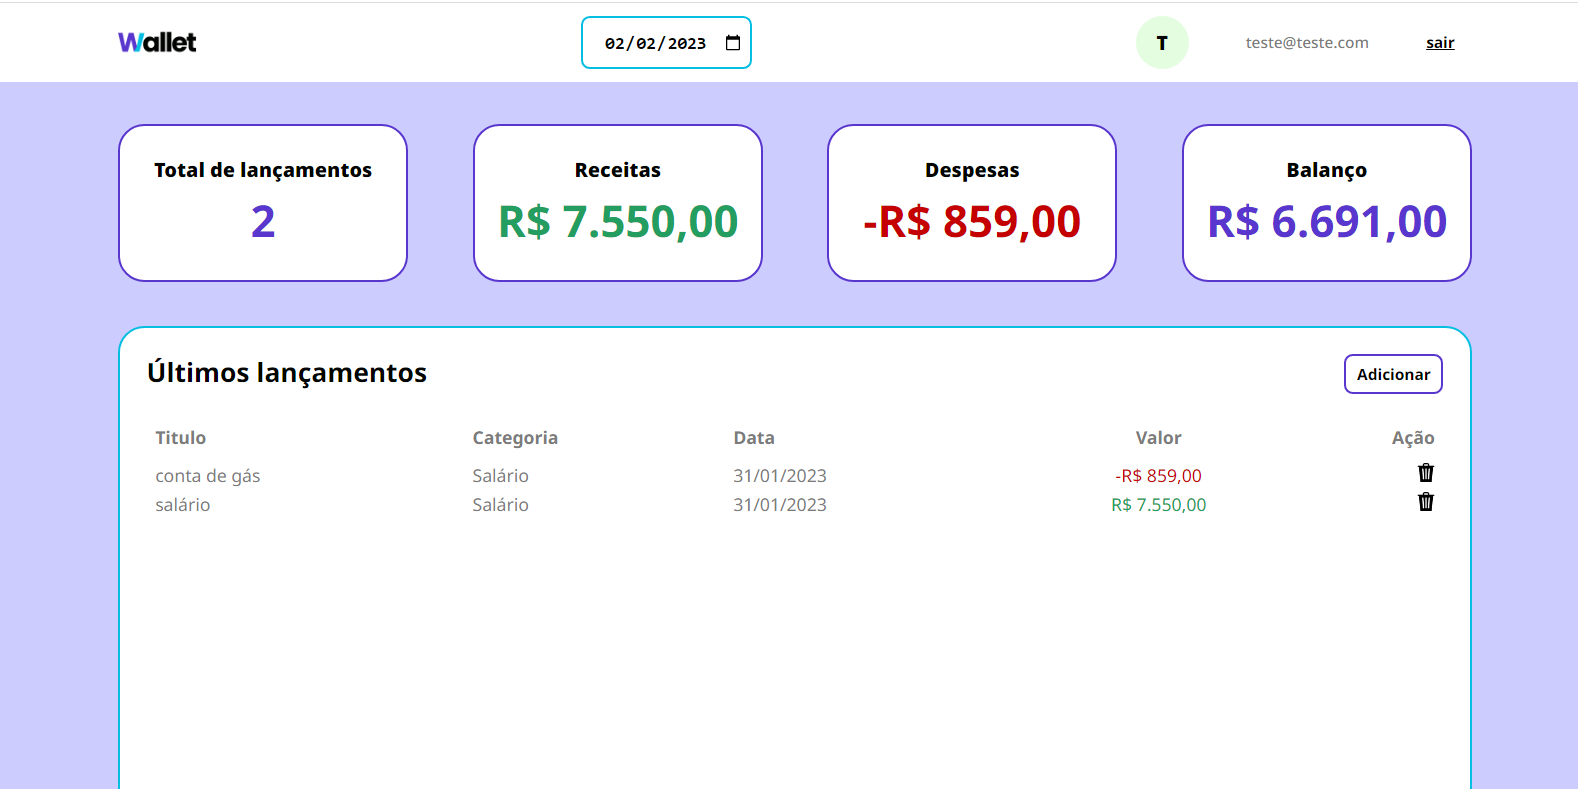 Wallet 02/02/2023 T teste@teste.com sair
Total de lançamentos Receitas Despesas Balanço
2 R$ 7.550,00 -R$ 859,00 R$ 6.691,00
Últimos lançamentos Adicionar
Titulo Categoria Data Valor Ação
conta de gás Salário 31/01/2023 -R$ 859,00
salário Salário 31/01/2023 R$ 7.550,00